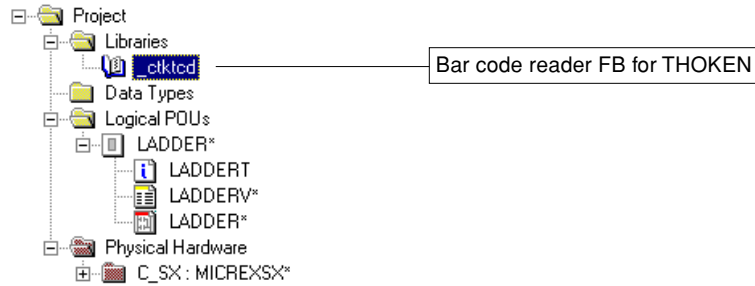 Project
Libraries
_ctktcd
Bar code reader FB for THOKEN
Data Types
Logical POUs
LADDER*
LADDERT
LADDERV*
LADDER*
Physical Hardware
C_SX : MICREXSX*